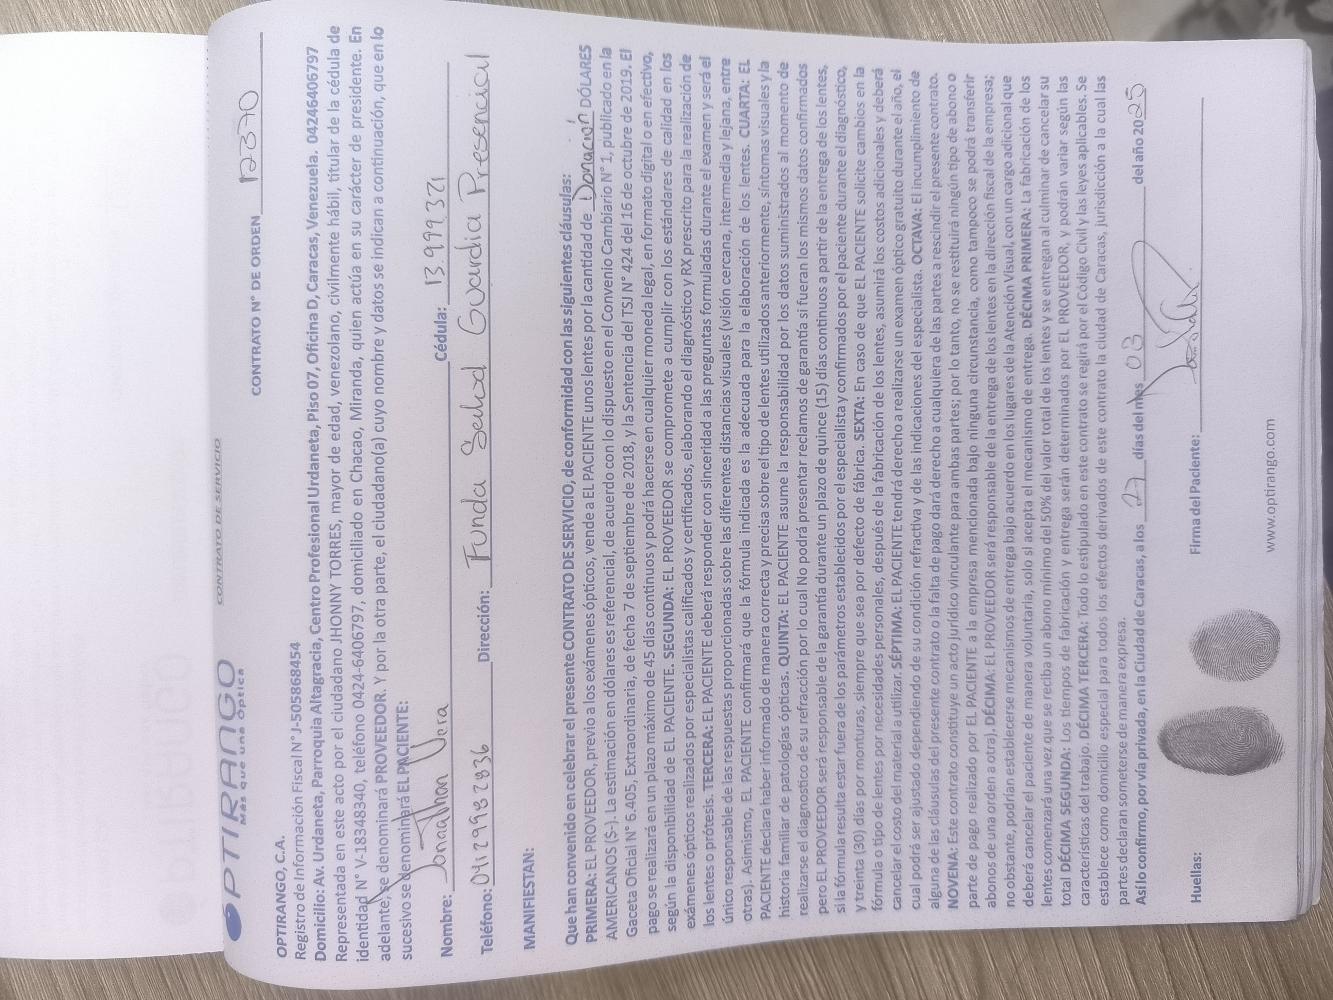 OPTIRANGO
Más que una Óptica
CONTRATO DE SERVICIO
CONTRATO N° DE ORDEN 12370
OPTIRANGO, C.A.
Registro de Información Fiscal N° J-505868454
Domicilio: Av. Urdaneta, Parroquia Altagracia, Centro Profesional Urdaneta, Piso 07, Oficina D, Caracas, Venezuela. 04246406797
Representada en este acto por el ciudadano JHONNY TORRES, mayor de edad, venezolano, civilmente hábil, titular de la cédula de
identidad N° V-18348340, teléfono 0424-6406797, domiciliado en Chacao, Miranda, quien actúa en su carácter de presidente. En
adelante, se denominará PROVEEDOR. Y por la otra parte, el ciudadano(a) cuyo nombre y datos se indican a continuación, que en lo
sucesivo se denominará EL PACIENTE:
Nombre: Jonathan Vera Cédula: 13.999321
Teléfono: 04129982836 Dirección: Funda Salud Guardia Presencial
MANIFIESTAN:
Que han convenido en celebrar el presente CONTRATO DE SERVICIO, de conformidad con las siguientes cláusulas:
PRIMERA: EL PROVEEDOR, previo a los exámenes ópticos, vende a EL PACIENTE unos lentes por la cantidad de Donación DÓLARES
AMERICANOS ($-). La estimación en dólares es referencial, de acuerdo con lo dispuesto en el Convenio Cambiario N° 1, publicado en la
Gaceta Oficial N° 6.405, Extraordinaria, de fecha 7 de septiembre de 2018, y la Sentencia del TSJ N° 424 del 16 de octubre de 2019. El
pago se realizará en un plazo máximo de 45 días continuos y podrá hacerse en cualquier moneda legal, en formato digital o en efectivo,
según la disponibilidad de EL PACIENTE. SEGUNDA: EL PROVEEDOR se compromete a cumplir con los estándares de calidad en los
exámenes ópticos realizados por especialistas calificados y certificados, elaborando el diagnóstico y RX prescrito para la realización de
los lentes o prótesis. TERCERA: EL PACIENTE deberá responder con sinceridad a las preguntas formuladas durante el examen y será el
único responsable de las respuestas proporcionadas sobre las diferentes distancias visuales (visión cercana, intermedia y lejana, entre
otras). Asimismo, EL PACIENTE confirmará que la fórmula indicada es la adecuada para la elaboración de los lentes. CUARTA: EL
PACIENTE declara haber informado de manera correcta y precisa sobre el tipo de lentes utilizados anteriormente, síntomas visuales y la
historia familiar de patologías ópticas. QUINTA: EL PACIENTE asume la responsabilidad por los datos suministrados al momento de
realizarse el diagnostico de su refracción por lo cual No podrá presentar reclamos de garantía si fueran los mismos datos confirmados
pero EL PROVEEDOR será responsable de la garantía durante un plazo de quince (15) días continuos a partir de la entrega de los lentes,
si la fórmula resulta estar fuera de los parámetros establecidos por el especialista y confirmados por el paciente durante el diagnóstico,
y treinta (30) días por monturas, siempre que sea por defecto de fábrica. SEXTA: En caso de que EL PACIENTE solicite cambios en la
fórmula o tipo de lentes por necesidades personales, después de la fabricación de los lentes, asumirá los costos adicionales y deberá
cancelar el costo del material a utilizar. SÉPTIMA: EL PACIENTE tendrá derecho a realizarse un examen óptico gratuito durante el año, el
cual podrá ser ajustado dependiendo de su condición refractiva y de las indicaciones del especialista. OCTAVA: El incumplimiento de
alguna de las cláusulas del presente contrato o la falta de pago dará derecho a cualquiera de las partes a rescindir el presente contrato.
NOVENA: Este contrato constituye un acto jurídico vinculante para ambas partes; por lo tanto, no se restituirá ningún tipo de abono o
parte de pago realizado por EL PACIENTE a la empresa mencionada bajo ninguna circunstancia, como tampoco se podrá transferir
abonos de una orden a otra). DÉCIMA: EL PROVEEDOR será responsable de la entrega de los lentes en la dirección fiscal de la empresa;
no obstante, podrían establecerse mecanismos de entrega bajo acuerdo en los lugares de la Atención Visual, con un cargo adicional que
deberá cancelar el paciente de manera voluntaria, solo si acepta el mecanismo de entrega. DÉCIMA PRIMERA: La fabricación de los
lentes comenzará una vez que se reciba un abono mínimo del 50% del valor total de los lentes y se entregan al culminar de cancelar su
total DÉCIMA SEGUNDA: Los tiempos de fabricación y entrega serán determinados por EL PROVEEDOR, y podrán variar según las
características del trabajo. DÉCIMA TERCERA: Todo lo estipulado en este contrato se regirá por el Código Civil y las leyes aplicables. Se
establece como domicilio especial para todos los efectos derivados de este contrato la ciudad de Caracas, jurisdicción a la cual las
partes declaran someterse de manera expresa.
Así lo confirmo, por vía privada, en la Ciudad de Caracas, a los 27 días del mes 03 del año 2025
Huellas: Firma del Paciente:
www.optirango.com